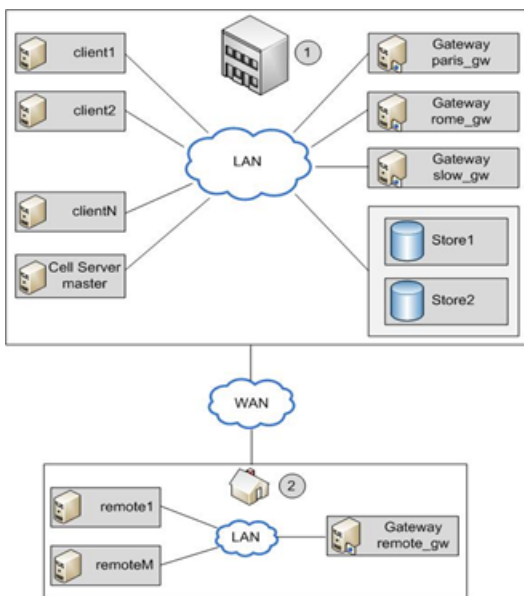 client1
client2
clientN
Cell Server
master
1
LAN
Gateway
paris_gw
Gateway
rome_gw
Gateway
slow_gw
Store1
Store2
WAN
2
remote1
remoteM
LAN
Gateway
remote_gw